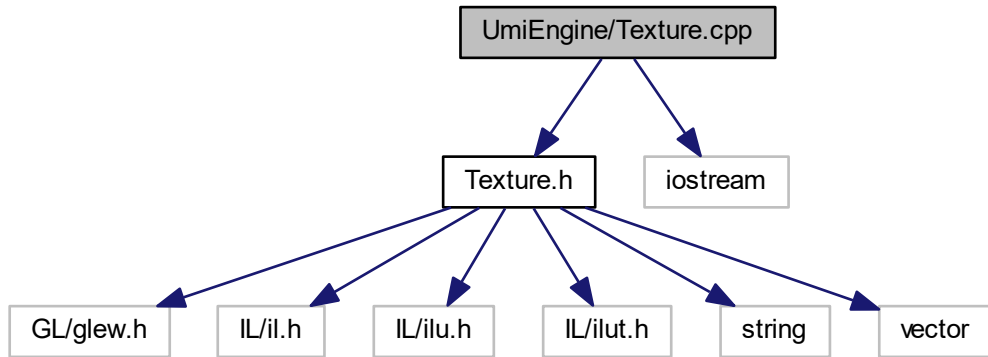 UmiEngine/Texture.cpp
Texture.h
iostream
GL/glew.h
IL/il.h
IL/ilu.h
IL/ilut.h
string
vector